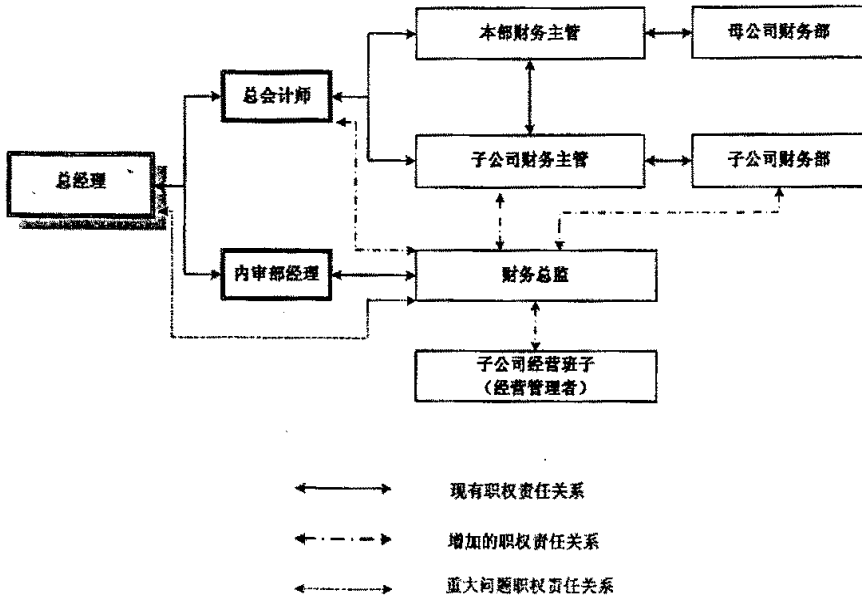 本部财务主管
母公司财务部
总会计师
子公司财务主管
子公司财务部
总经理
内审部经理
财务总监
子公司经营班子
（经营管理者）
现有职权责任关系
增加的职权责任关系
重大问题职权责任关系